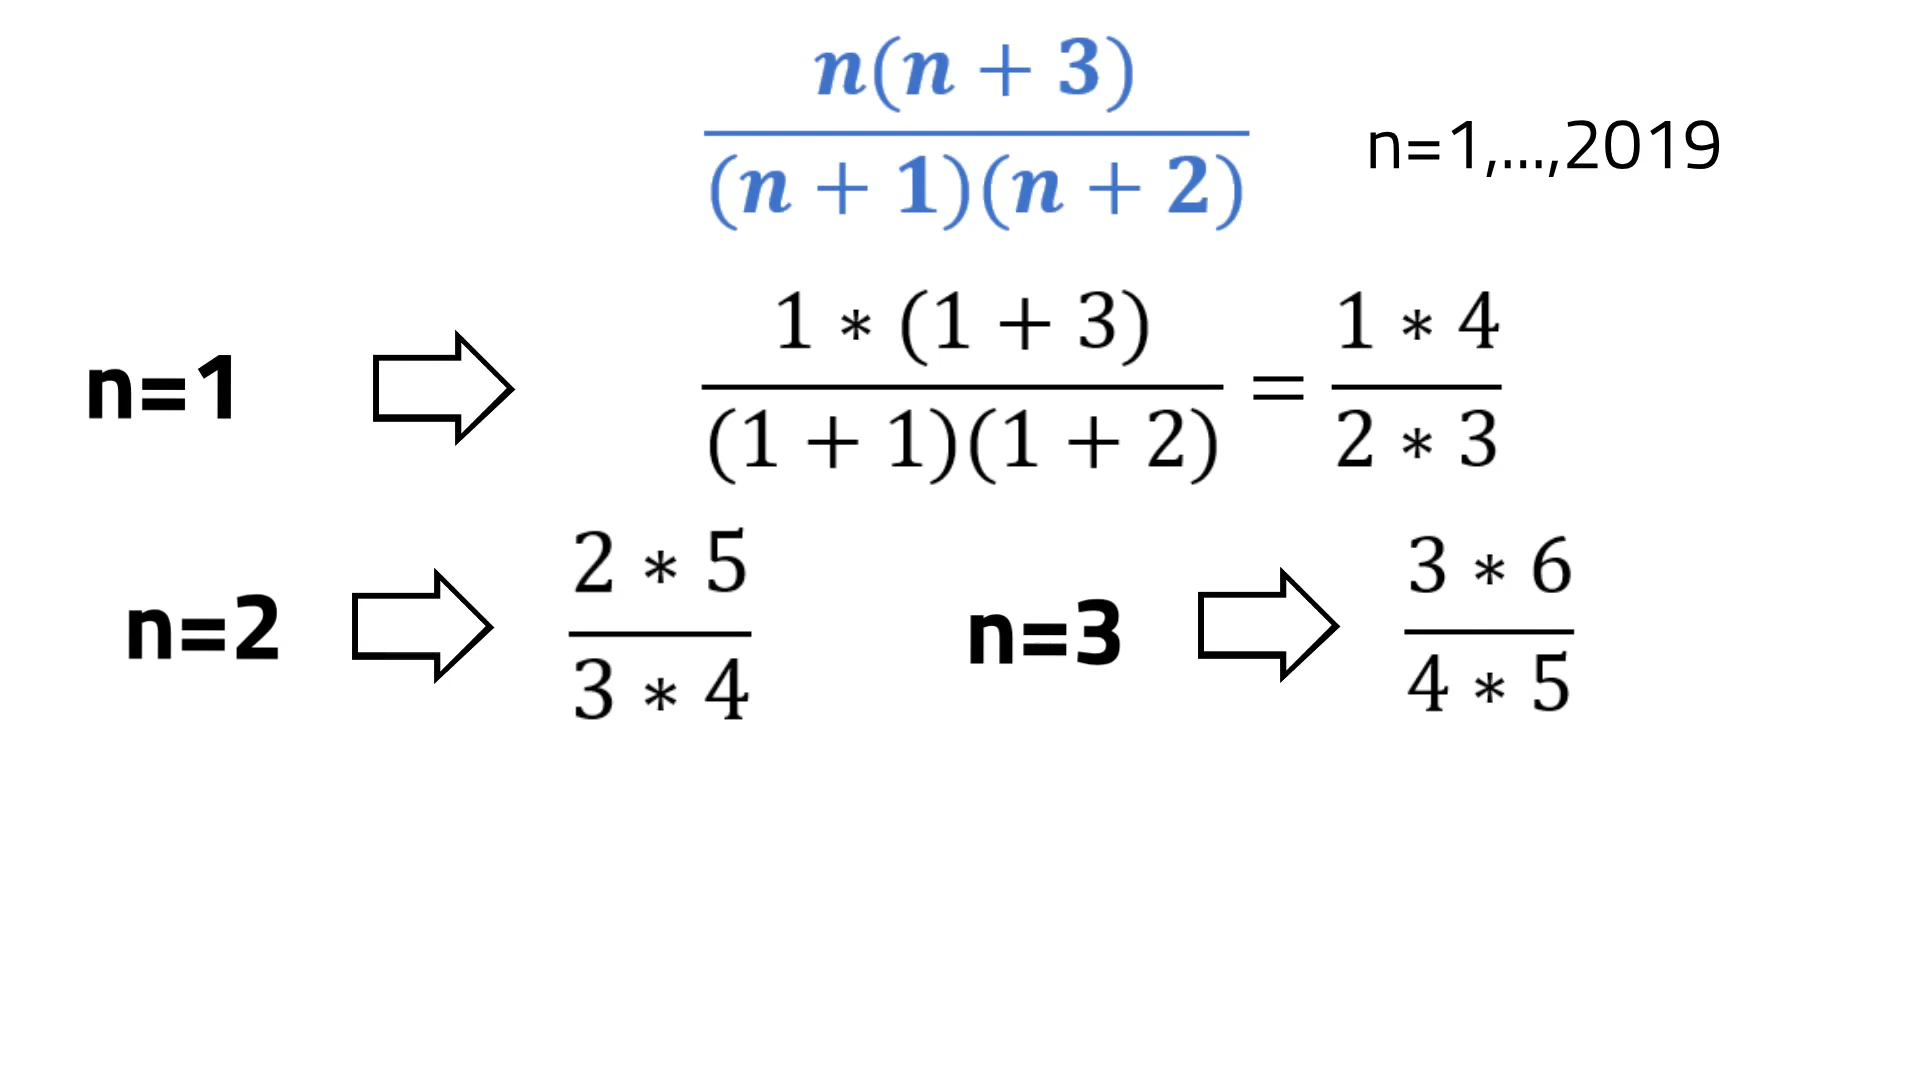 n(n + 3)
(n + 1)(n + 2)
n=1,...,2019
n=1
1 * (1 + 3)
(1 + 1)(1 + 2)
=
1 * 4
2 * 3
n=2
2 * 5
3 * 4
n=3
3 * 6
4 * 5